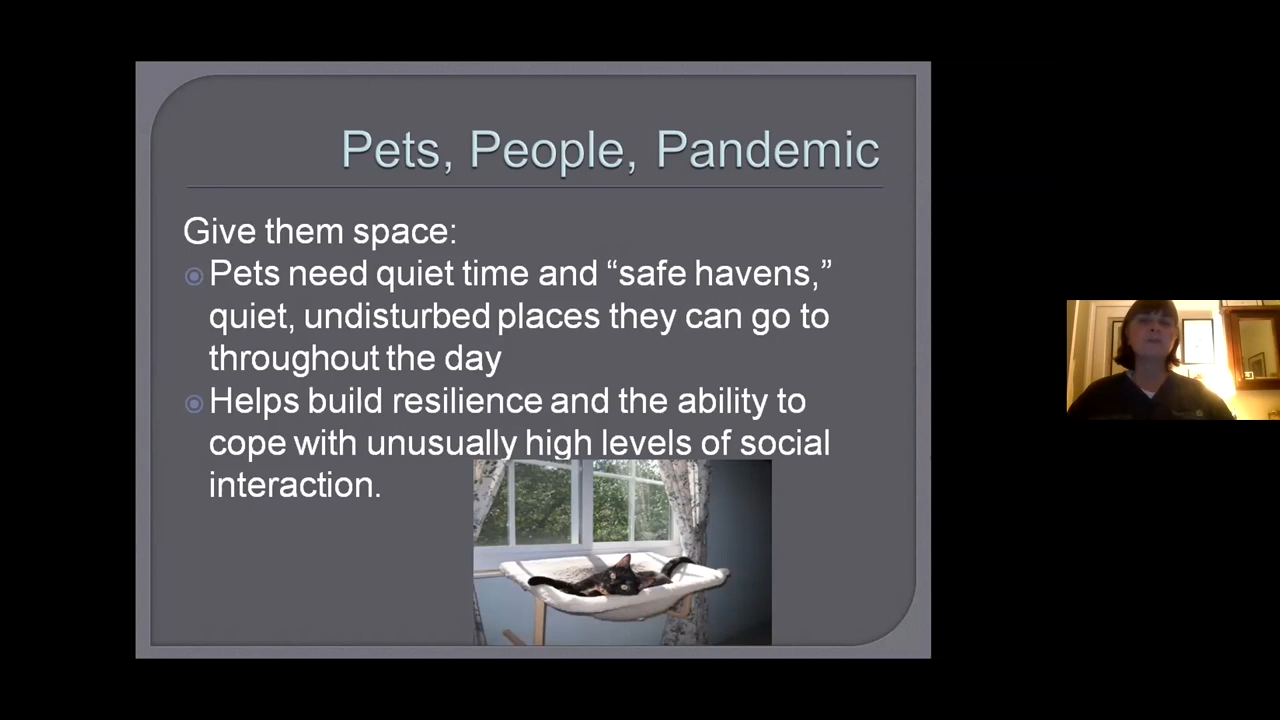 Pets, People, Pandemic
Give them space:
Pets need quiet time and “safe havens,”
quiet, undisturbed places they can go to
throughout the day
Helps build resilience and the ability to
cope with unusually high levels of social
interaction.